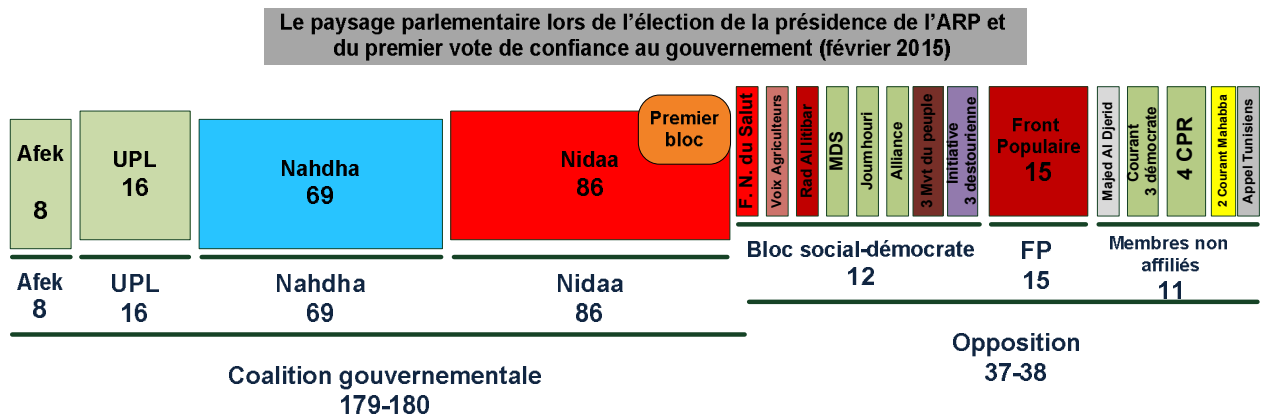 Le paysage parlementaire lors de l'élection de la présidence de l'ARP et
du premier vote de confiance au gouvernement (février 2015)
Afek
8
UPL
16
Nahdha
69
Nidaa
86
Premier
bloc
F. N. du Salut
Voix Agriculteurs
Rad Al Iitibar
MDS
Joumhouri
Alliance
3 Mvt du peuple
Initiative
3 destourienne
Front
Populaire
15
Majed Al Djerid
Courant
3 démocrate
4 CPR
2 Courant Mahabba
Appel Tunisiens
Afek
8
UPL
16
Nahdha
69
Nidaa
86
Bloc social-démocrate
12
FP
15
Membres non
affiliés
11
Coalition gouvernementale
179-180
Opposition
37-38